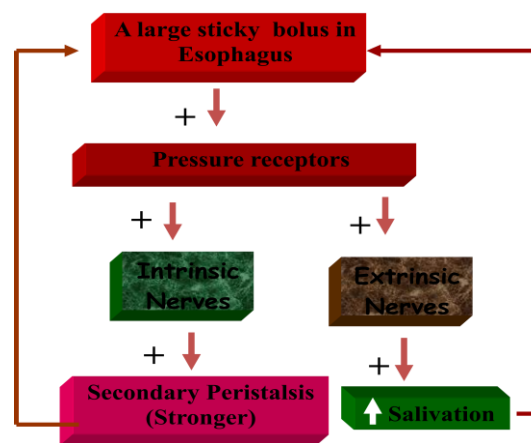 A large sticky bolus in
Esophagus
+
Pressure receptors
+ +
Intrinsic
Nerves
Extrinsic
Nerves
+ +
Secondary Peristalsis
(Stronger)
Salivation